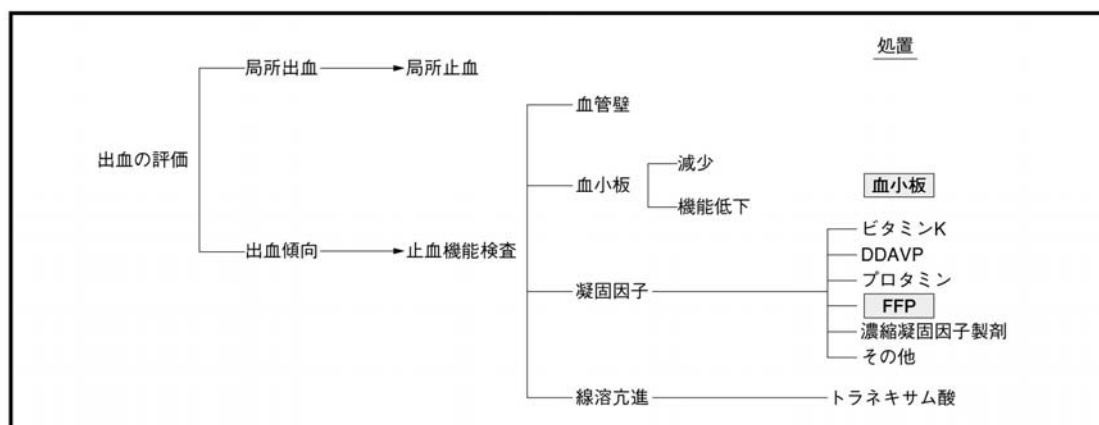 処置
局所出血
局所止血
血管壁
出血の評価
血小板
減少
機能低下
血小板
出血傾向
止血機能検査
凝固因子
ビタミンK
DDAVP
プロタミン
FFP
濃縮凝固因子製剤
その他
線溶亢進
トラネキサム酸